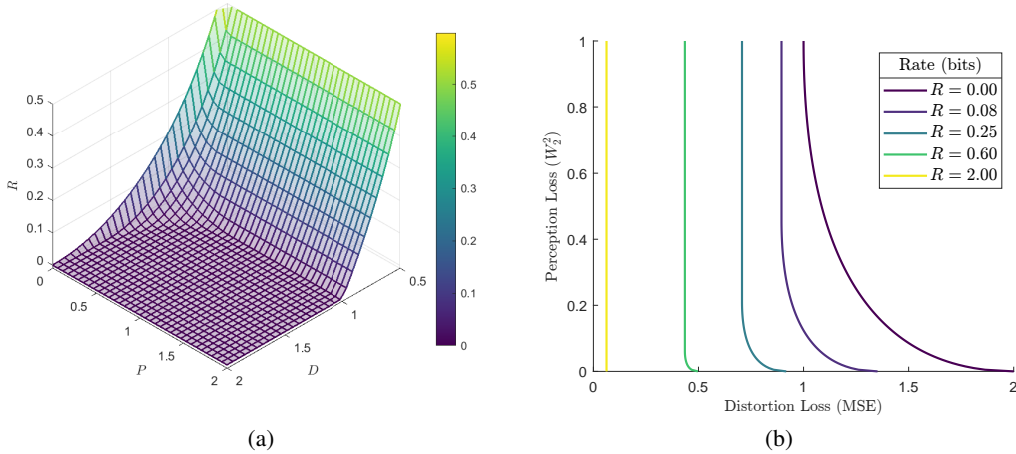 0.5
0.4
0.3
0.2
0.1
0
R
0
0.5
1
1.5
2
P
2
1.5
1
0.5
D
0.5
0.4
0.3
0.2
0.1
0
(a)
1
0.8
0.6
0.4
0.2
0
Perception Loss (W₂²)
0
0.5
1
1.5
2
Distortion Loss (MSE)
Rate (bits)
R = 0.00
R = 0.08
R = 0.25
R = 0.60
R = 2.00
(b)